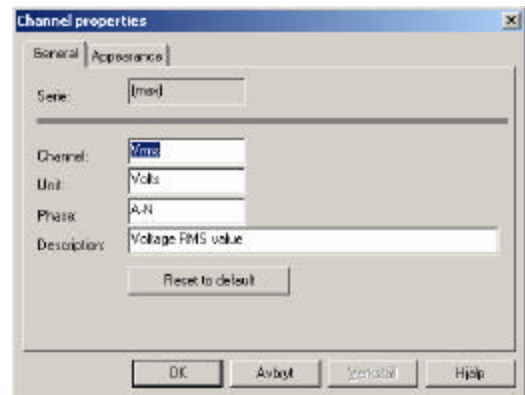 Channel properties
General Appearance
Serie: (max)
Channel: Vrms
Unit: Volts
Phase: A-N
Description: Voltage RMS value
Reset to default
OK Avbryt Verkställ Hjälp